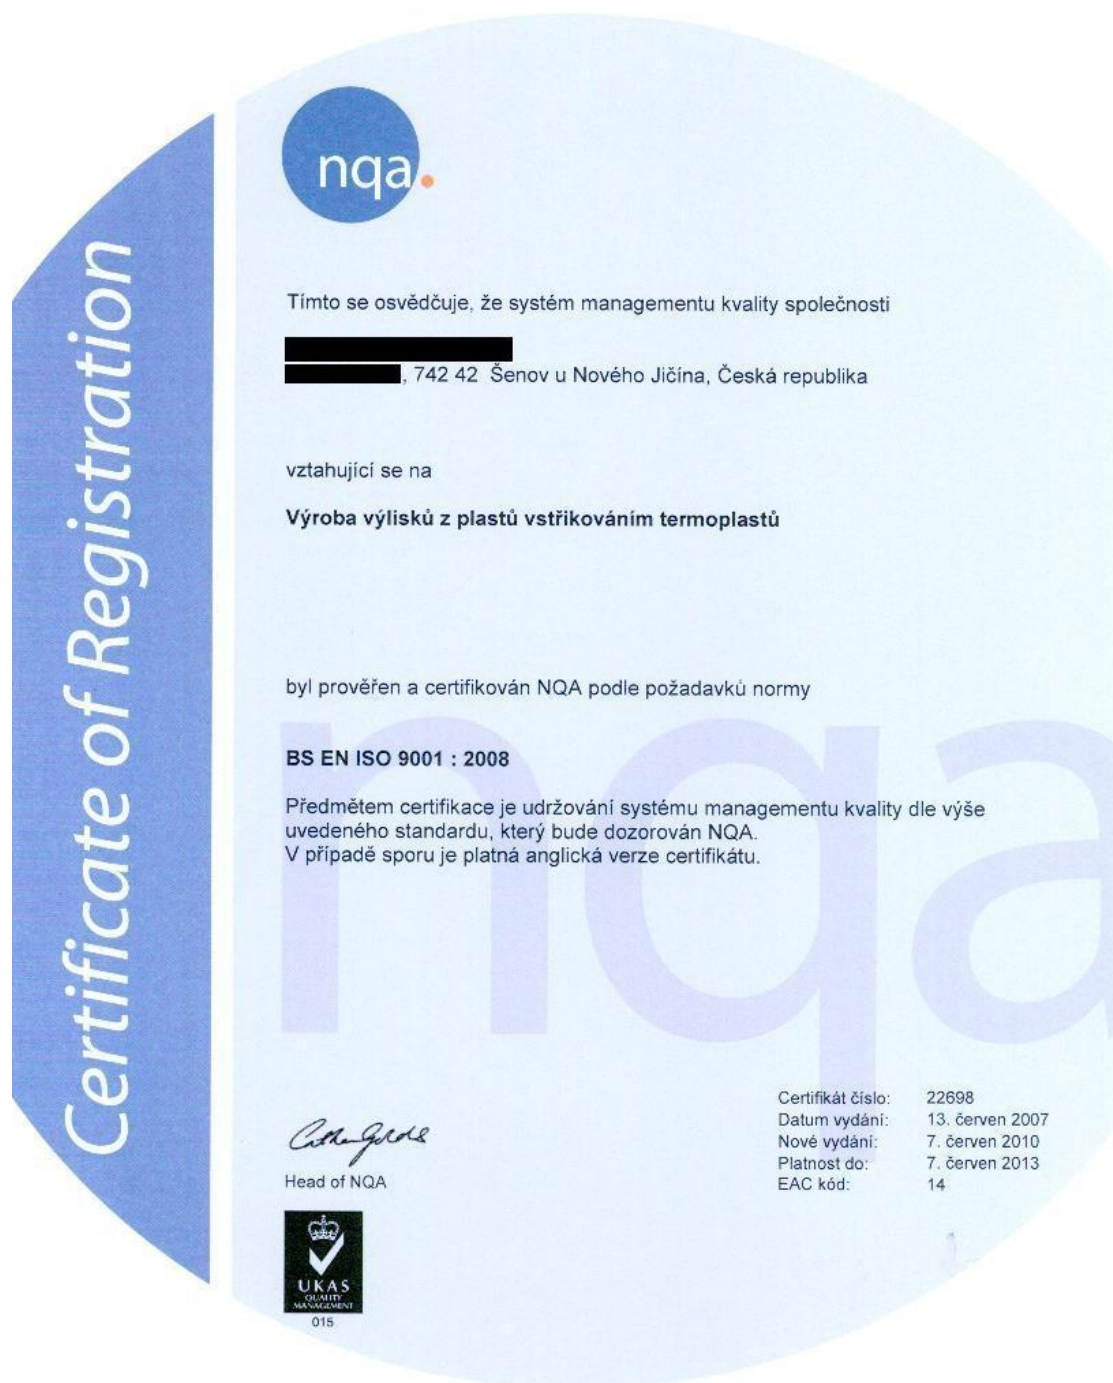 Certificate of Registration
nqa.
Tímto se osvědčuje, že systém managementu kvality společnosti
, 742 42 Šenov u Nového Jičína, Česká republika
vztahující se na
Výroba výlisků z plastů vstřikováním termoplastů
byl prověřen a certifikován NQA podle požadavků normy
BS EN ISO 9001 : 2008
Předmětem certifikace je udržování systému managementu kvality dle výše
uvedeného standardu, který bude dozorován NQA.
V případě sporu je platná anglická verze certifikátu.
nqa
Certifikát číslo: 22698
Datum vydání: 13. červen 2007
Nové vydání: 7. červen 2010
Platnost do: 7. červen 2013
EAC kód: 14
Head of NQA
UKAS
QUALITY
MANAGEMENT
015